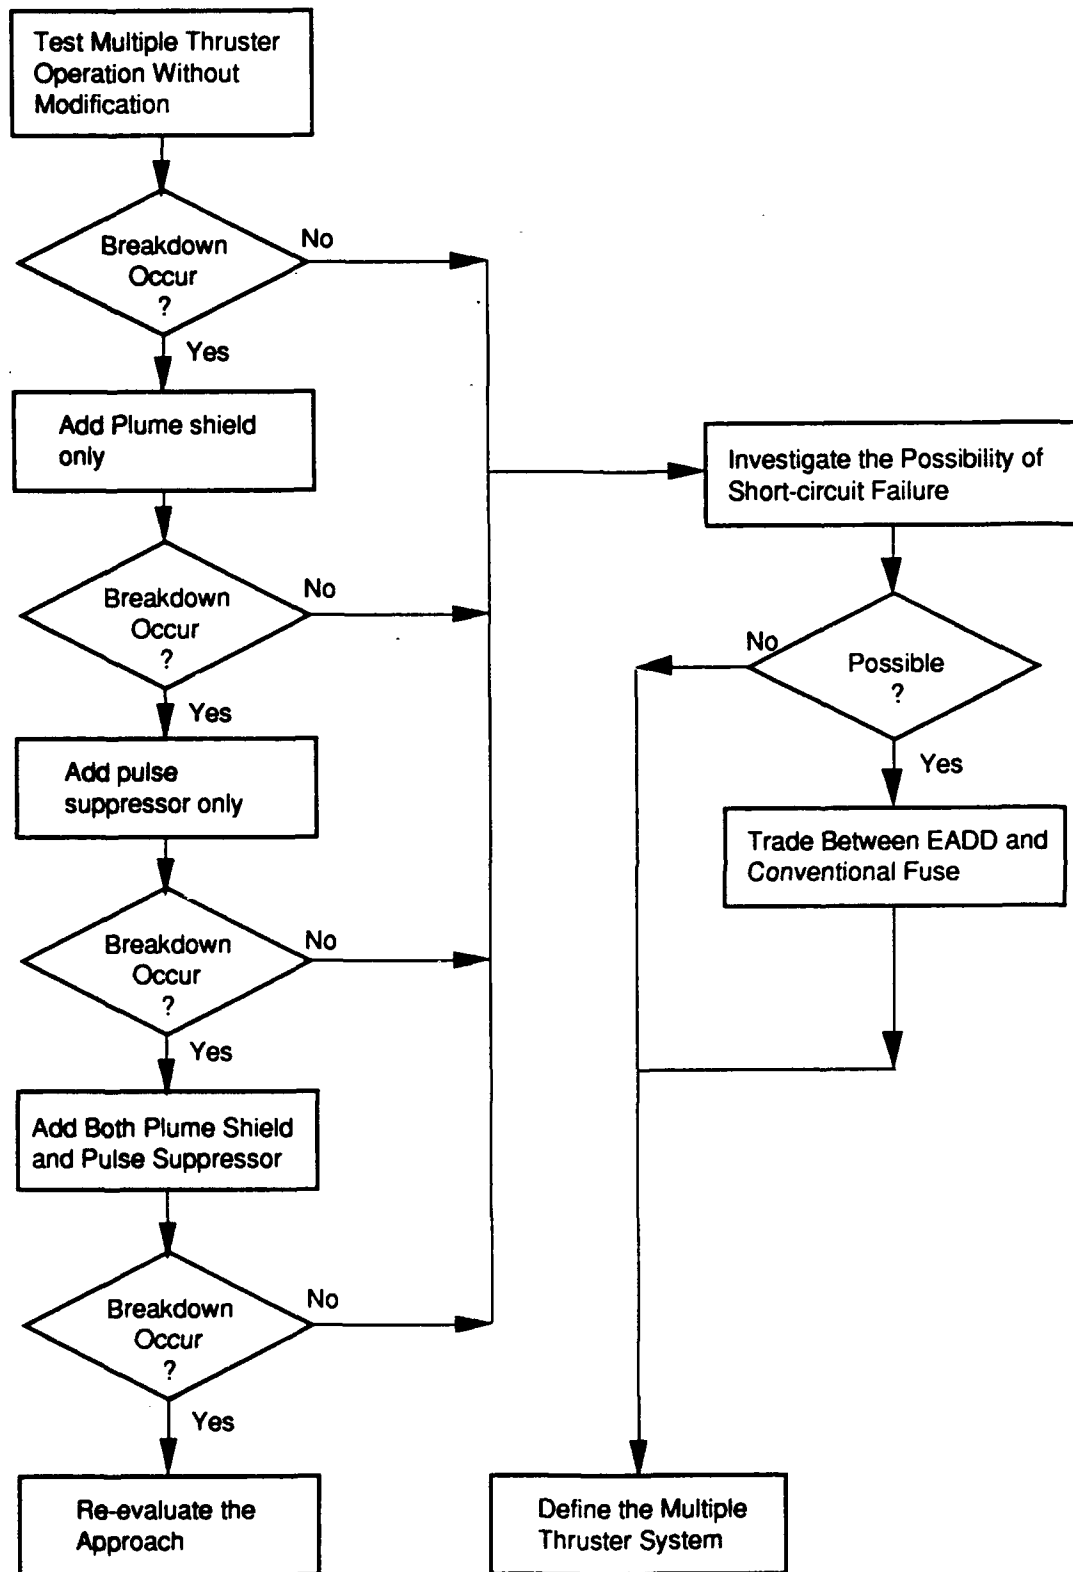 Test Multiple Thruster
Operation Without
Modification
Breakdown
Occur
?
No
Yes
Add Plume shield
only
Breakdown
Occur
?
No
Yes
Add pulse
suppressor only
Breakdown
Occur
?
No
Yes
Add Both Plume Shield
and Pulse Suppressor
Breakdown
Occur
?
No
Yes
Re-evaluate the
Approach
Investigate the Possibility of
Short-circuit Failure
Possible
?
No
Yes
Trade Between EADD and
Conventional Fuse
Define the Multiple
Thruster System